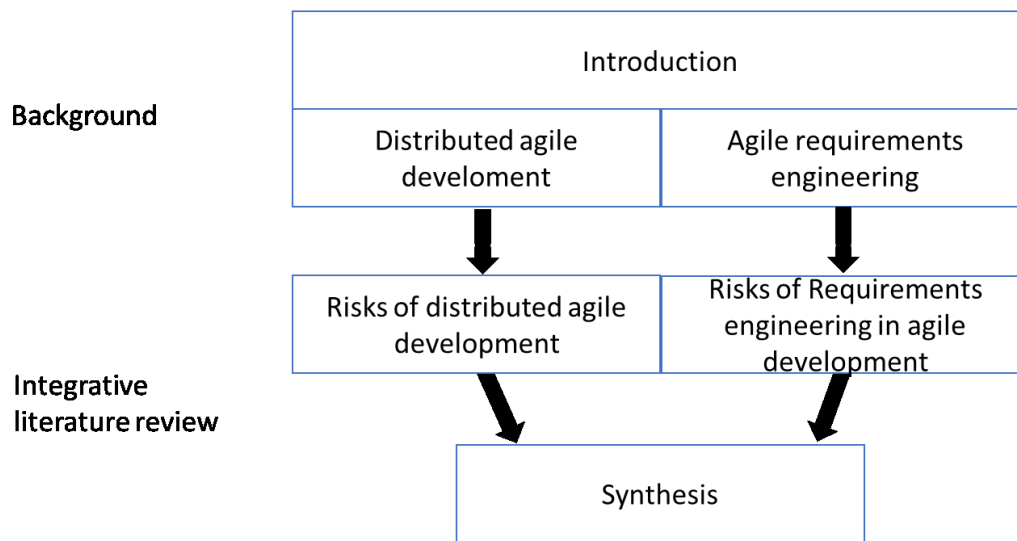 Introduction
Background
Distributed agile
develoment
Agile requirements
engineering
Risks of distributed agile
development
Risks of Requirements
engineering in agile
development
Integrative
literature review
Synthesis